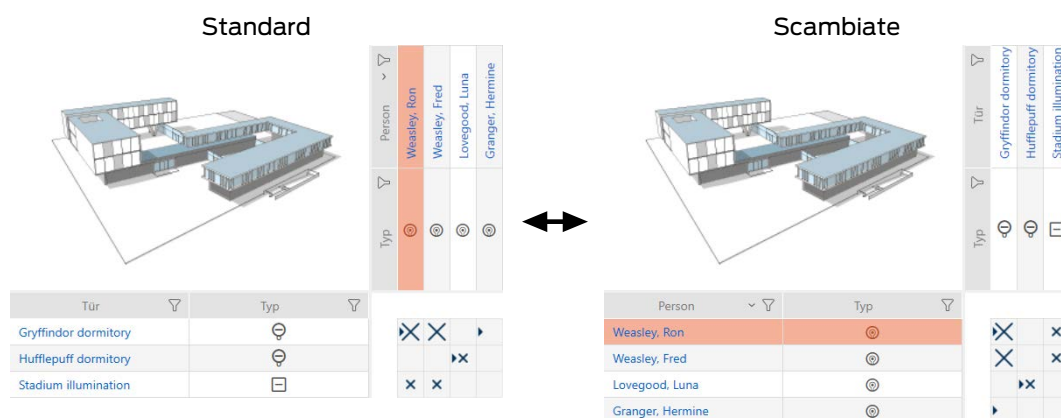 Standard
Scambiate
Person
Weasley, Ron
Weasley, Fred
Lovegood, Luna
Granger, Hermine
Typ
Tür
Typ
Gryffindor dormitory
Hufflepuff dormitory
Stadium illumination
Tür
Gryffindor dormitory
Hufflepuff dormitory
Stadium illumination
Typ
Person
Typ
Weasley, Ron
Weasley, Fred
Lovegood, Luna
Granger, Hermine